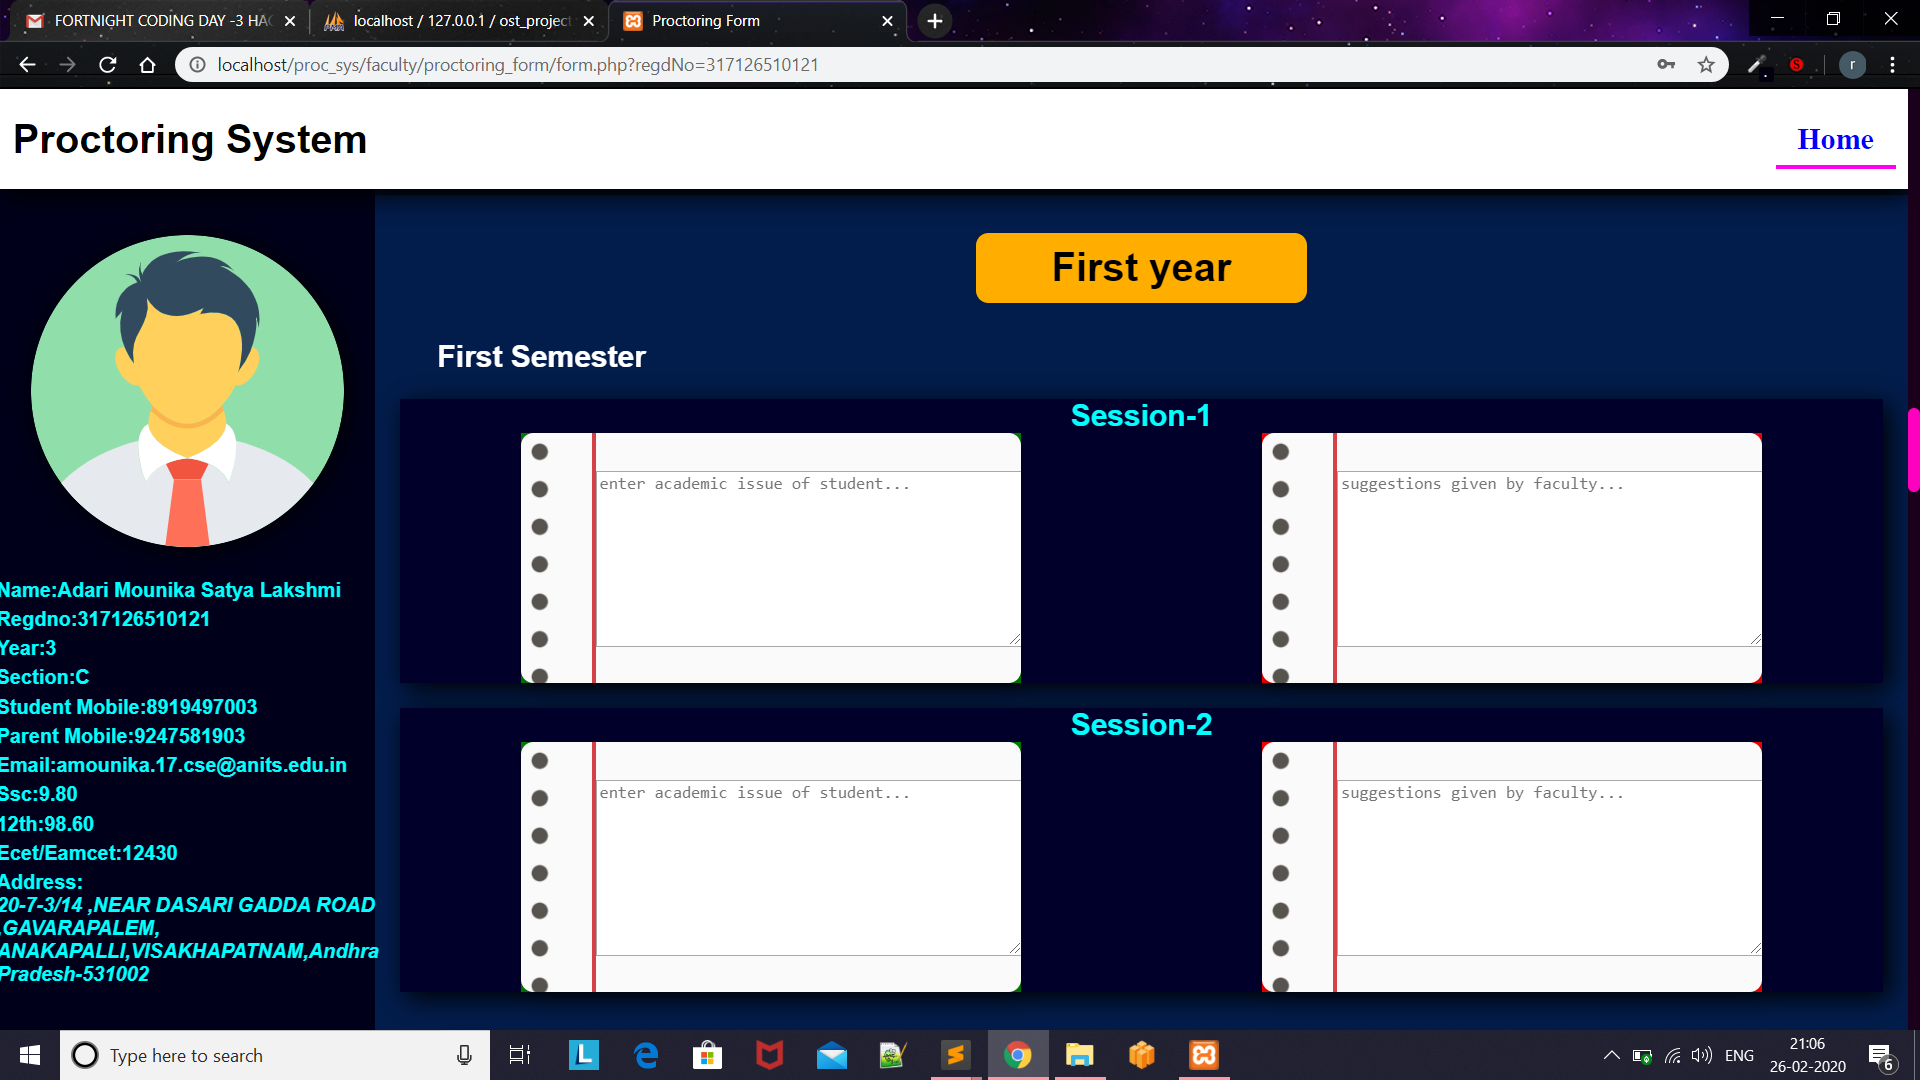 FORTNIGHT CODING DAY -3 HAC
localhost / 127.0.0.1 / ost_project
Proctoring Form
localhost/proc_sys/faculty/proctoring_form/form.php?regdNo=317126510121
r
Proctoring System
Home
First year
First Semester
Session-1
enter academic issue of student...
suggestions given by faculty...
Session-2
enter academic issue of student...
suggestions given by faculty...
Name:Adari Mounika Satya Lakshmi
Regdno:317126510121
Year:3
Section:C
Student Mobile:8919497003
Parent Mobile:9247581903
Email:amounika.17.cse@anits.edu.in
Ssc:9.80
12th:98.60
Ecet/Eamcet:12430
Address:
20-7-3/14 ,NEAR DASARI GADDA ROAD
,GAVARAPALEM,
ANAKAPALLI,VISAKHAPATNAM,Andhra
Pradesh-531002
Type here to search
L
ENG
21:06
26-02-2020
6